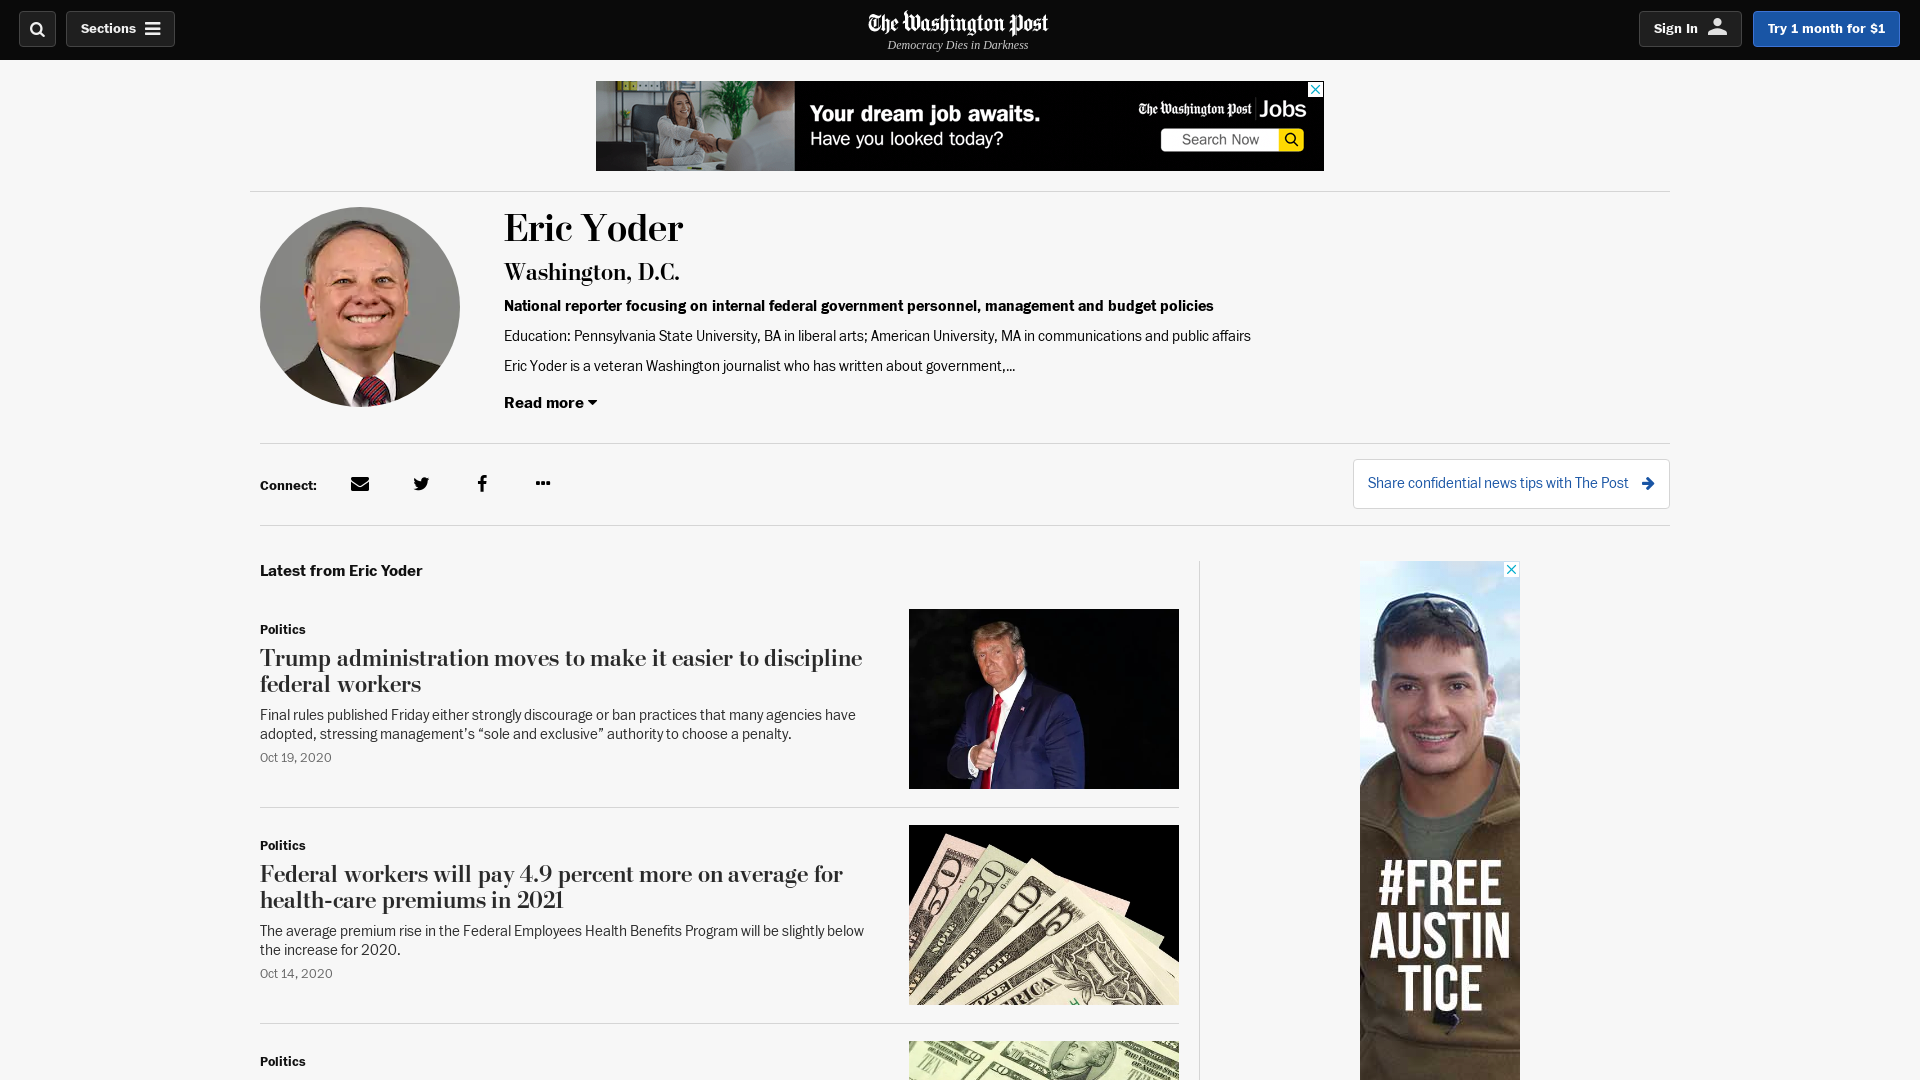 Sections
The Washington Post
Democracy Dies in Darkness
Sign In
Try 1 month for $1
Your dream job awaits.
Have you looked today?
The Washington Post Jobs
Search Now
Eric Yoder
Washington, D.C.
National reporter focusing on internal federal government personnel, management and budget policies
Education: Pennsylvania State University, BA in liberal arts; American University, MA in communications and public affairs
Eric Yoder is a veteran Washington journalist who has written about government,...
Read more
Connect:
Share confidential news tips with The Post
Latest from Eric Yoder
Politics
Trump administration moves to make it easier to discipline
federal workers
Final rules published Friday either strongly discourage or ban practices that many agencies have
adopted, stressing management’s “sole and exclusive” authority to choose a penalty.
Oct 19, 2020
Politics
Federal workers will pay 4.9 percent more on average for
health-care premiums in 2021
The average premium rise in the Federal Employees Health Benefits Program will be slightly below
the increase for 2020.
Oct 14, 2020
Politics
#FREE
AUSTIN
TICE